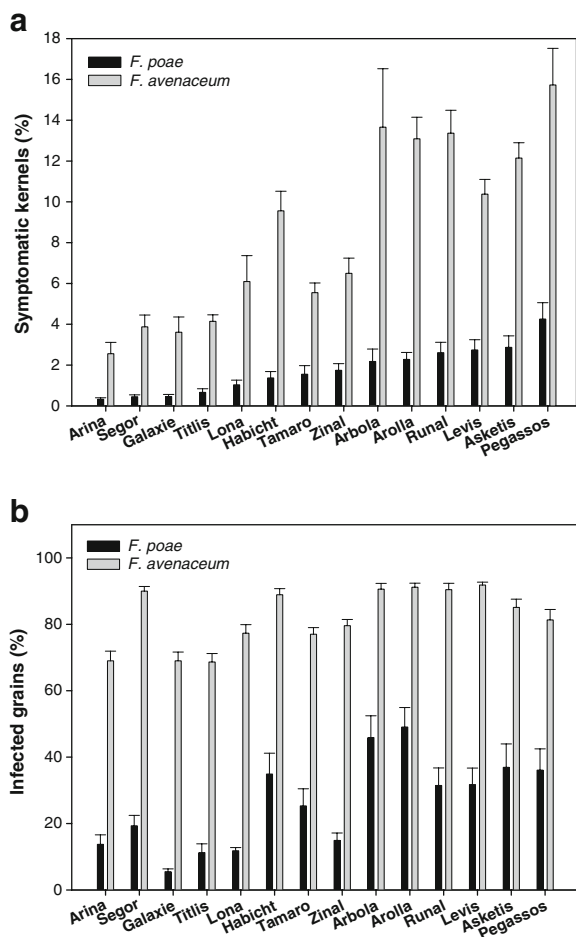 a
18
16
14
12
10
8
6
4
2
0
Symptomatic kernels (%)
F. poae
F. avenaceum
Arina
Segor
Galaxie
Titlis
Lona
Habicht
Tamaro
Zinal
Arbola
Arolla
Runal
Levis
Asketis
Pegassos
b
100
80
60
40
20
0
Infected grains (%)
F. poae
F. avenaceum
Arina
Segor
Galaxie
Titlis
Lona
Habicht
Tamaro
Zinal
Arbola
Arolla
Runal
Levis
Asketis
Pegassos